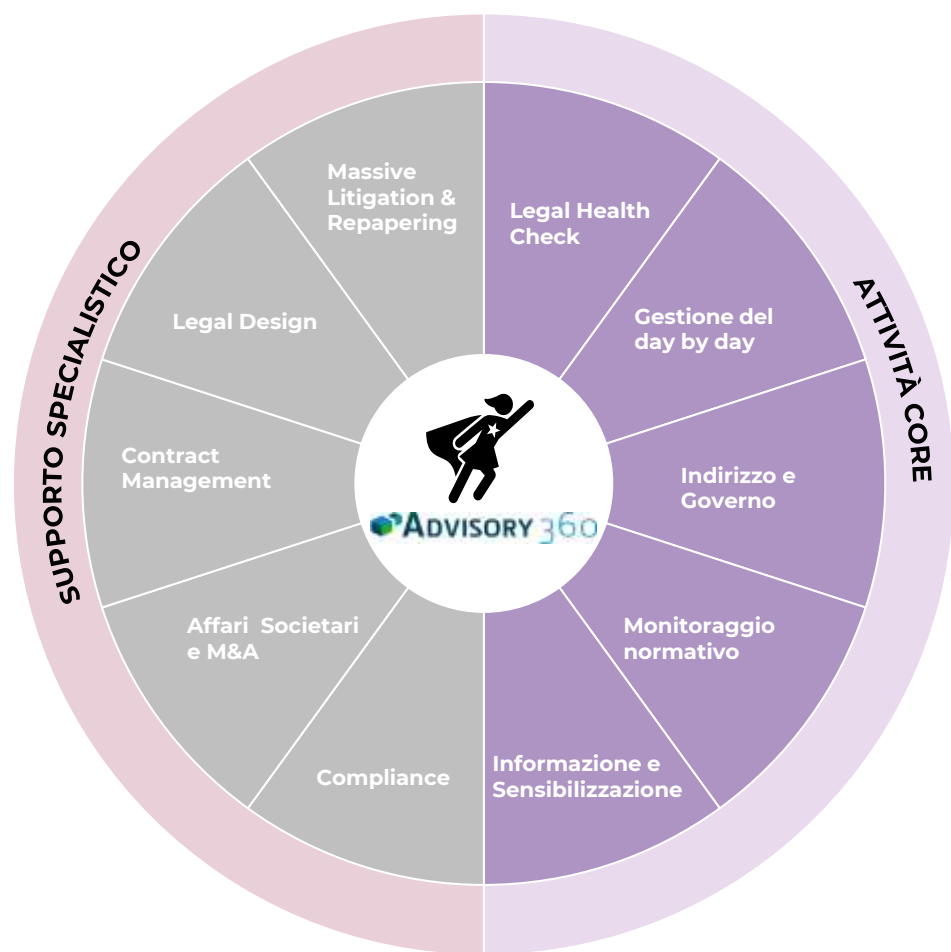 Massive
Litigation &
Repapering
Legal Health
Check
Legal Design
Gestione del
day by day
SUPPORTO SPECIALISTICO
ATTIVITÀ CORE
Contract
Management
Indirizzo e
Governo
ADVISORY 360
Affari Societari
e M&A
Monitoraggio
normativo
Compliance
Informazione e
Sensibilizzazione